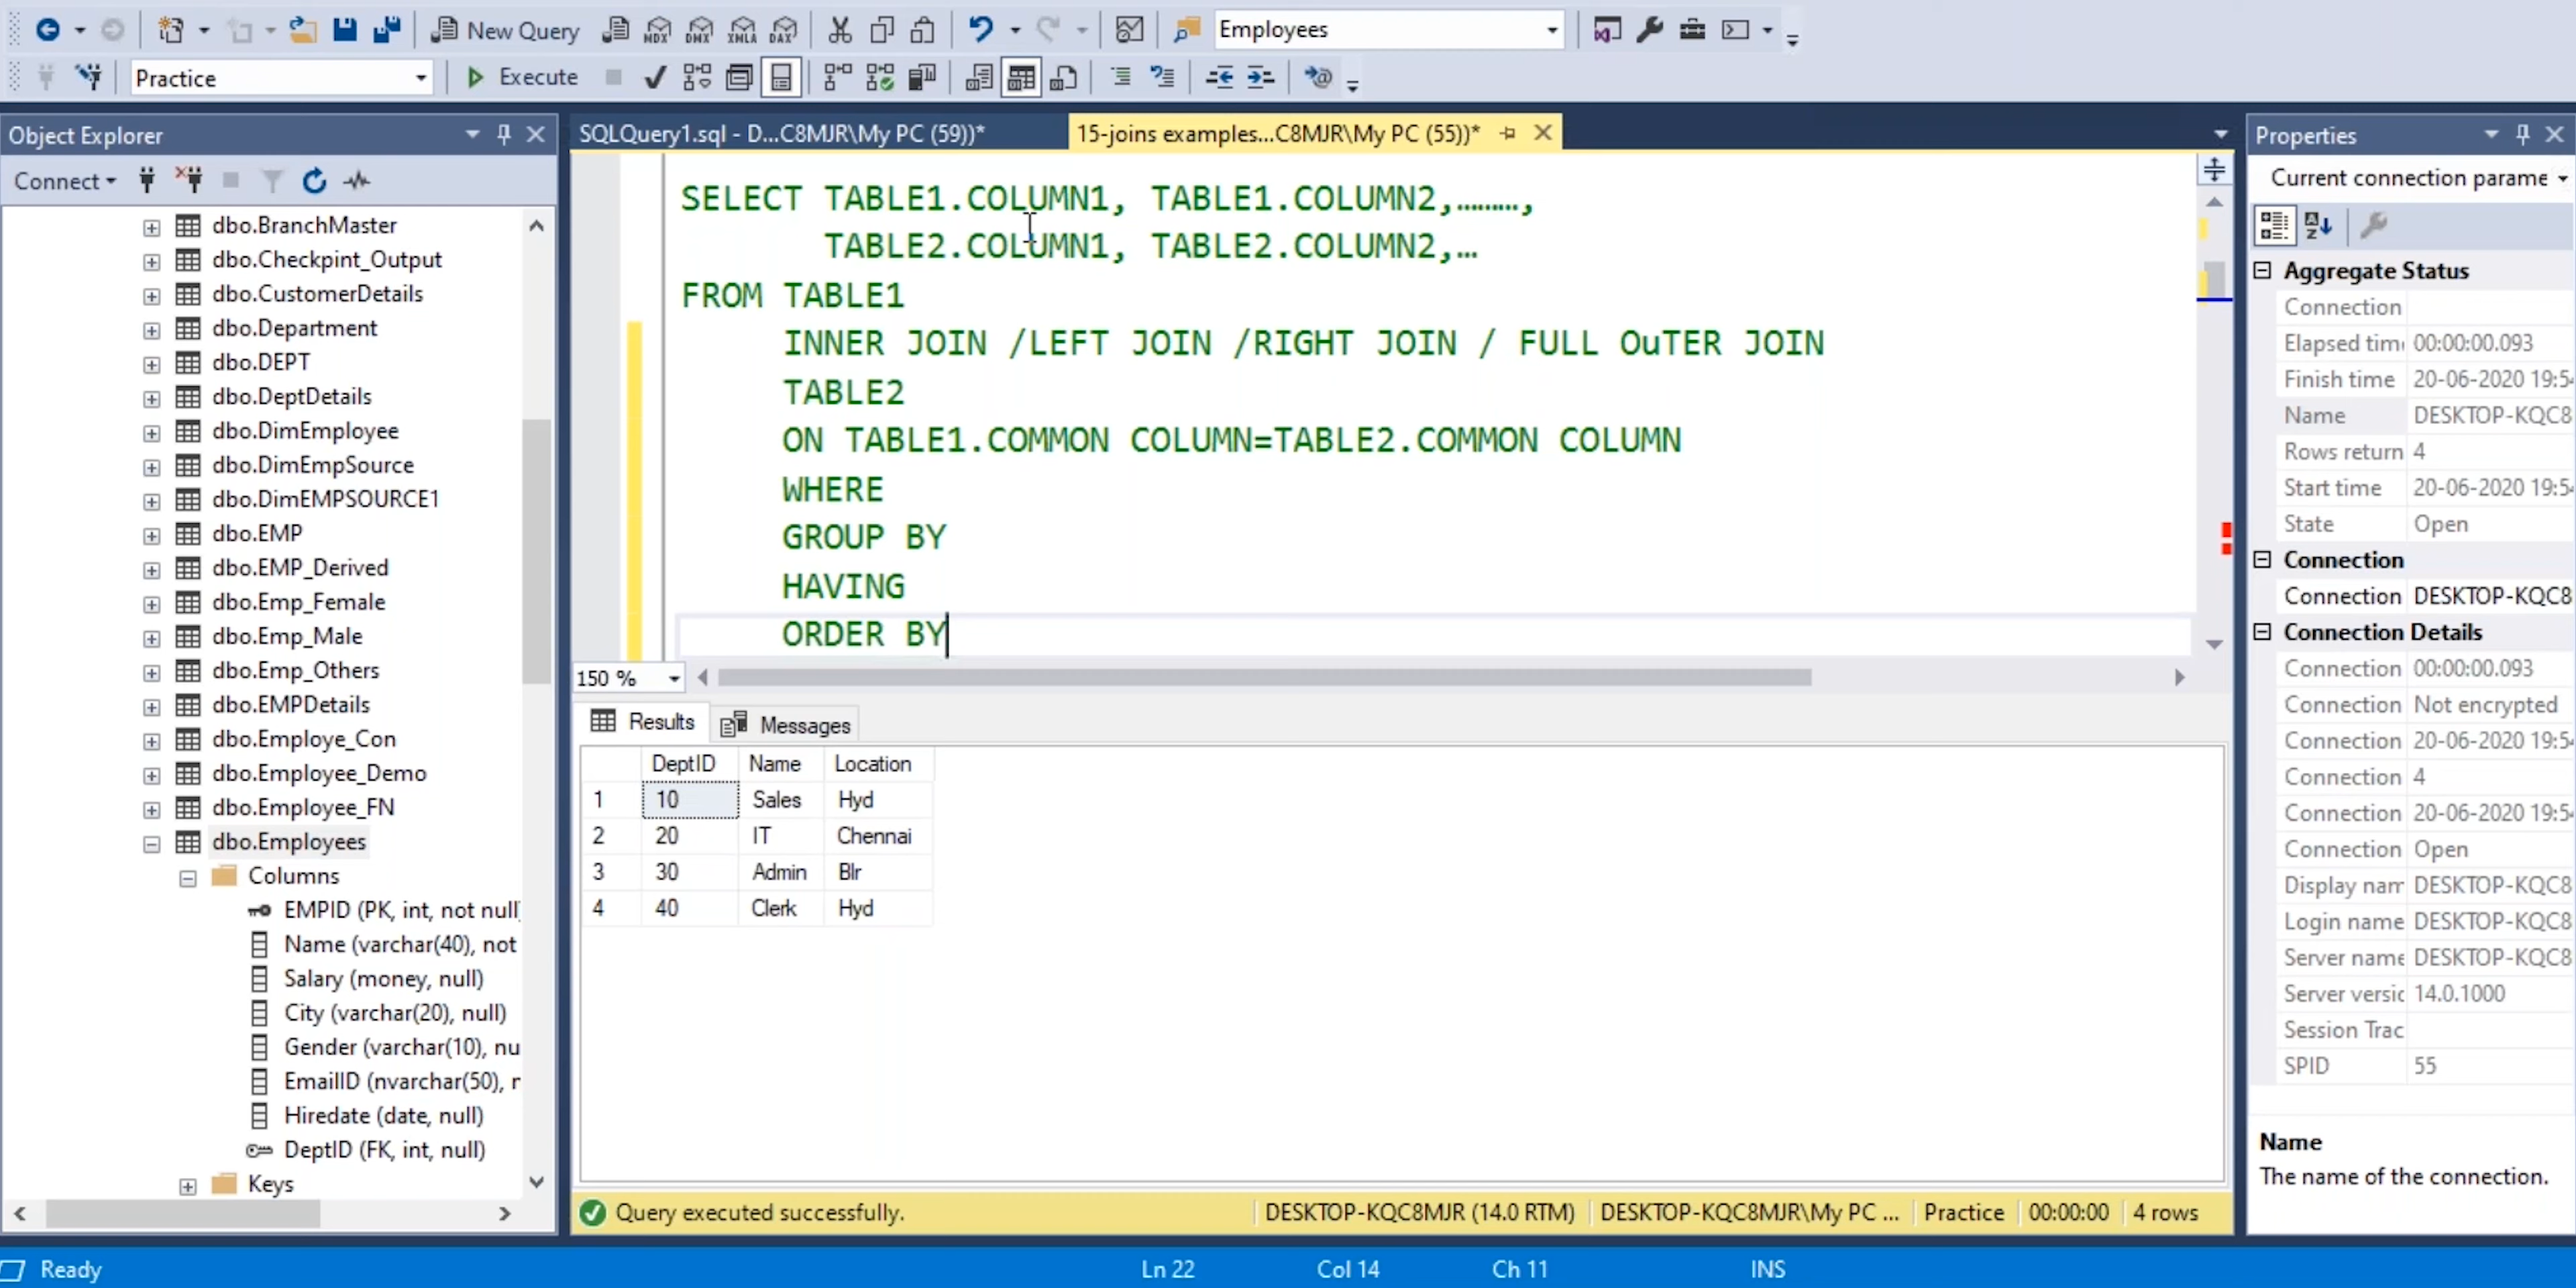 New Query
MDX
DMX
XMLA
DAX
Employees
Practice
Execute
Object Explorer
Connect
dbo.BranchMaster
dbo.Checkpint_Output
dbo.CustomerDetails
dbo.Department
dbo.DEPT
dbo.DeptDetails
dbo.DimEmployee
dbo.DimEmpSource
dbo.DimEMPSOURCE1
dbo.EMP
dbo.EMP_Derived
dbo.Emp_Female
dbo.Emp_Male
dbo.Emp_Others
dbo.EMPDetails
dbo.Employe_Con
dbo.Employee_Demo
dbo.Employee_FN
dbo.Employees
Columns
EMPID (PK, int, not null
Name (varchar(40), not
Salary (money, null)
City (varchar(20), null)
Gender (varchar(10), nu
EmailID (nvarchar(50), r
Hiredate (date, null)
DeptID (FK, int, null)
Keys
SQLQuery1.sql - D...C8MJR\My PC (59))*
15-joins examples...C8MJR\My PC (55))*
SELECT TABLE1.COLUMN1, TABLE1.COLUMN2,………,
TABLE2.COLUMN1, TABLE2.COLUMN2,…
FROM TABLE1
INNER JOIN /LEFT JOIN /RIGHT JOIN / FULL OuTER JOIN
TABLE2
ON TABLE1.COMMON COLUMN=TABLE2.COMMON COLUMN
WHERE
GROUP BY
HAVING
ORDER BY
150 %
Results Messages
DeptID Name Location
1 10 Sales Hyd
2 20 IT Chennai
3 30 Admin Blr
4 40 Clerk Hyd
Query executed successfully. DESKTOP-KQC8MJR (14.0 RTM) DESKTOP-KQC8MJR\My PC ... Practice 00:00:00 4 rows
Properties
Current connection parame
Aggregate Status
Connection
Elapsed time 00:00:00.093
Finish time 20-06-2020 19:54
Name DESKTOP-KQC8
Rows return 4
Start time 20-06-2020 19:54
State Open
Connection
Connection DESKTOP-KQC8
Connection Details
Connection 00:00:00.093
Connection Not encrypted
Connection 20-06-2020 19:54
Connection 4
Connection 20-06-2020 19:54
Connection Open
Display nam DESKTOP-KQC8
Login name DESKTOP-KQC8
Server name DESKTOP-KQC8
Server versic 14.0.1000
Session Trac
SPID 55
Name
The name of the connection.
Ready Ln 22 Col 14 Ch 11 INS